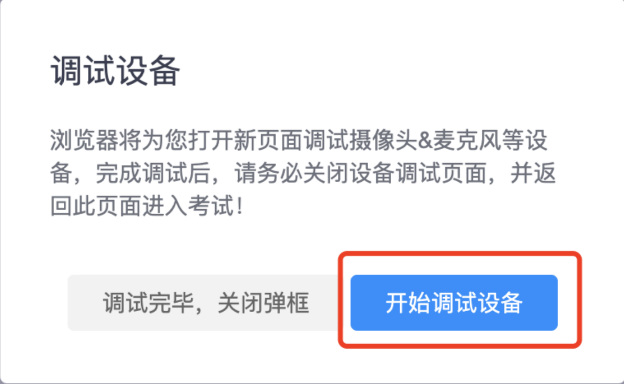 调试设备
浏览器将为您打开新页面调试摄像头&麦克风等设
备，完成调试后，请务必关闭设备调试页面，并返
回此页面进入考试！
调试完毕，关闭弹框 开始调试设备